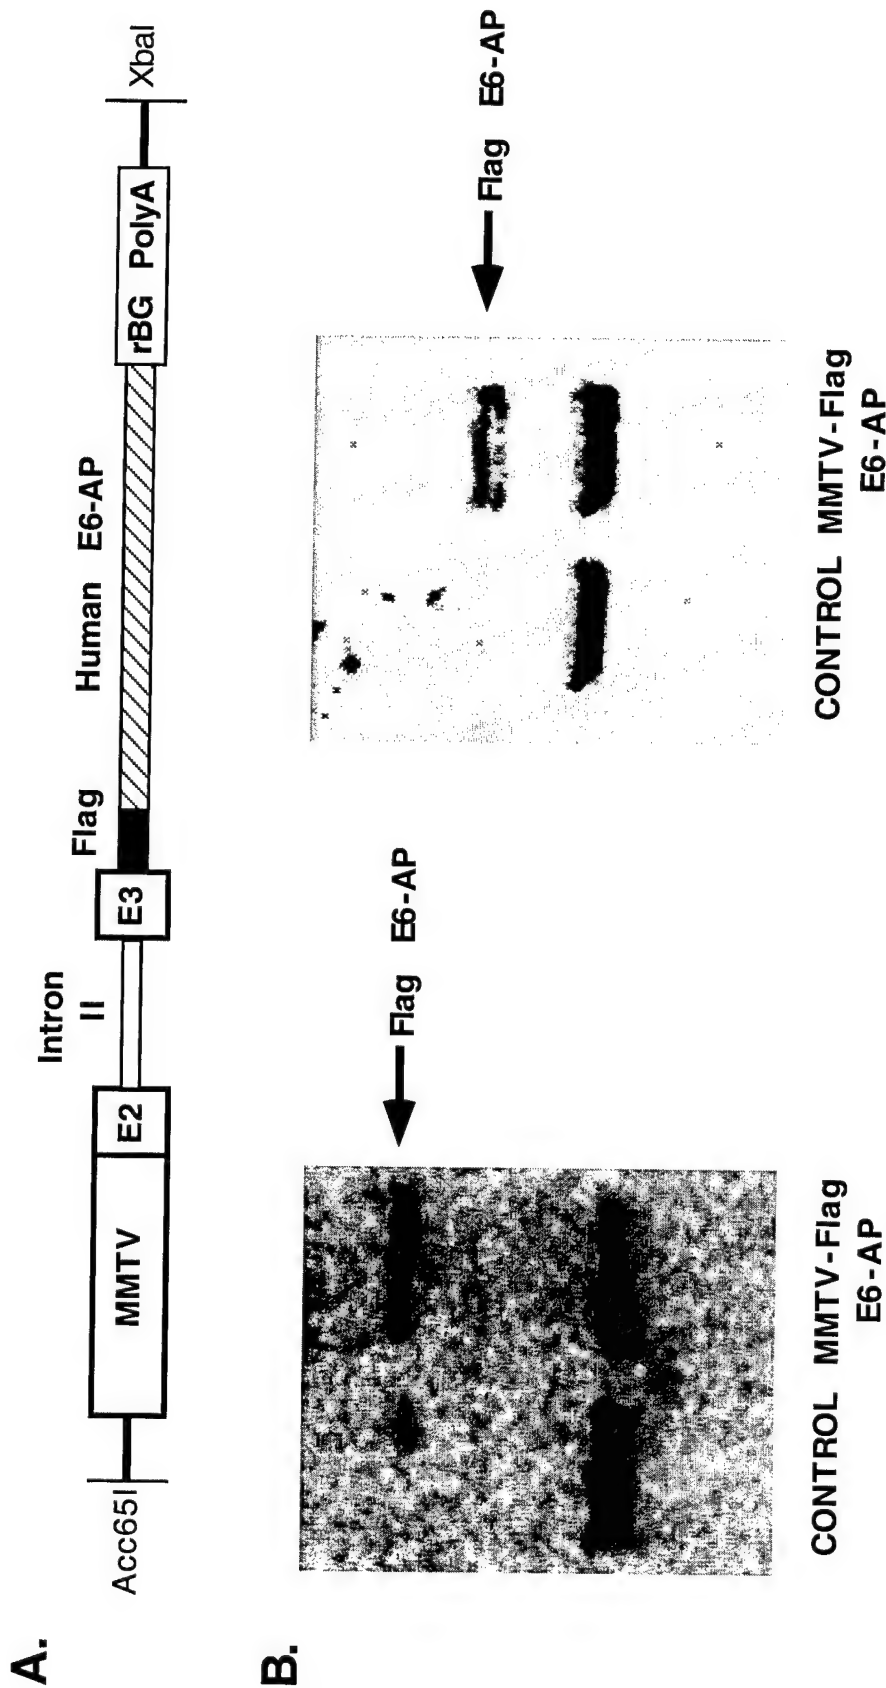 A.
Acc65I
MMTV
E2
Intron
II
E3
Flag
Human E6-AP
rBG PolyA
XbaI
B.
Flag E6-AP
CONTROL MMTV-Flag
E6-AP
Flag E6-AP
CONTROL MMTV-Flag
E6-AP